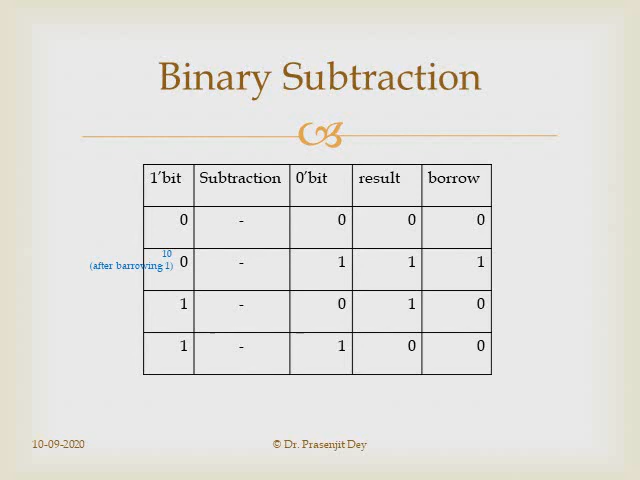 Binary Subtraction
1′bit Subtraction 0′bit result borrow
0 - 0 0 0
10
(after barrowing 1) 0 - 1 1 1
1 - 0 1 0
1 - 1 0 0
10-09-2020 © Dr. Prasenjit Dey